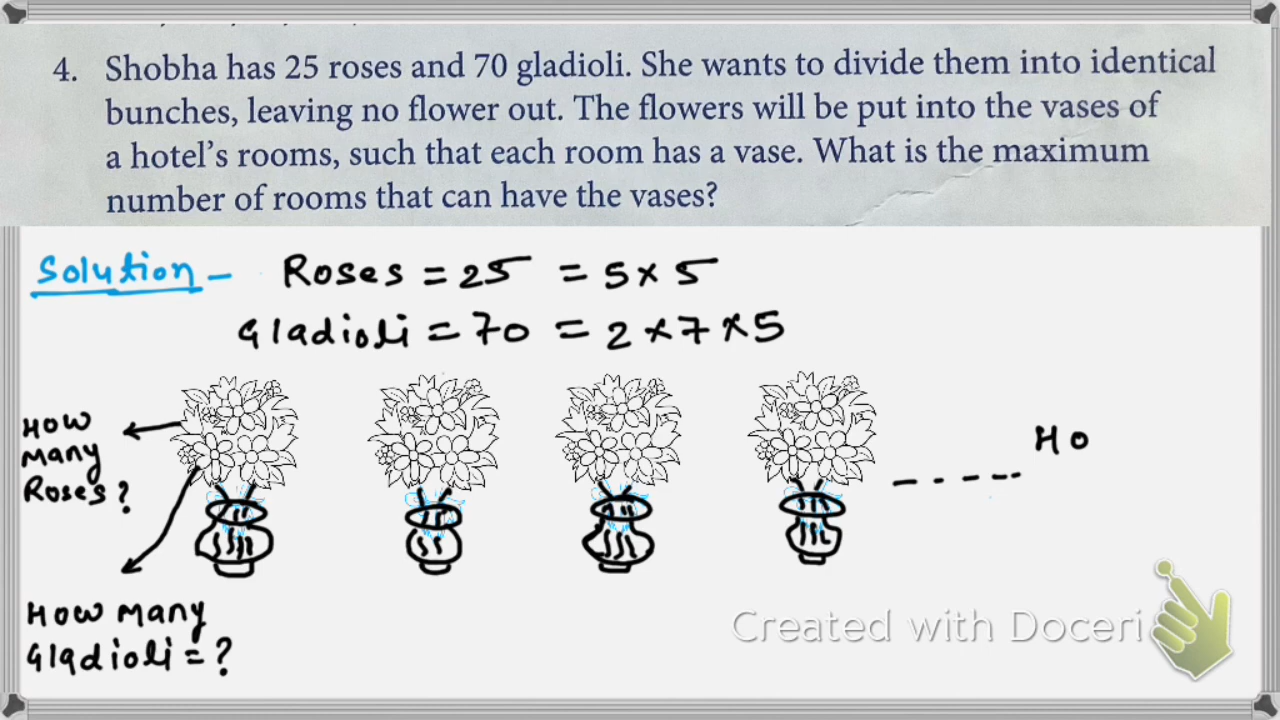 4. Shobha has 25 roses and 70 gladioli. She wants to divide them into identical
bunches, leaving no flower out. The flowers will be put into the vases of
a hotel's rooms, such that each room has a vase. What is the maximum
number of rooms that can have the vases?
Solution - Roses = 25 = 5 × 5
Gladioli = 70 = 2 × 7 × 5
How
Many
Roses?
Ho
How many
Gladioli = ?
Created with Doceri